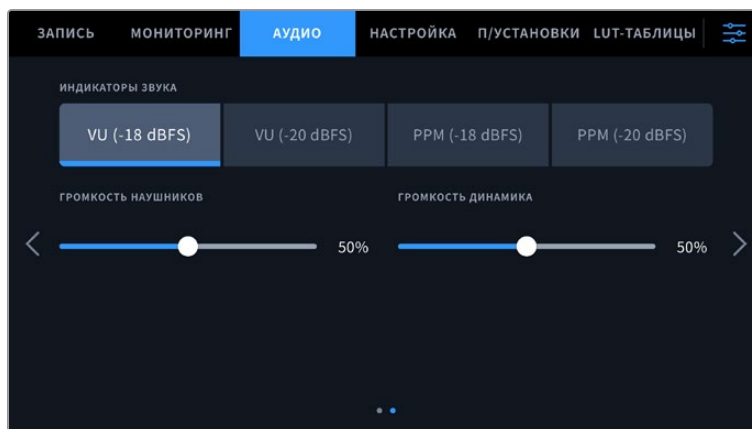 ЗАПИСЬ МОНИТОРИНГ АУДИО НАСТРОЙКА П/УСТАНОВКИ LUT-ТАБЛИЦЫ
ИНДИКАТОРЫ ЗВУКА
VU (-18 dBFS) VU (-20 dBFS) PPM (-18 dBFS) PPM (-20 dBFS)
ГРОМКОСТЬ НАУШНИКОВ ГРОМКОСТЬ ДИНАМИКА
50% 50%